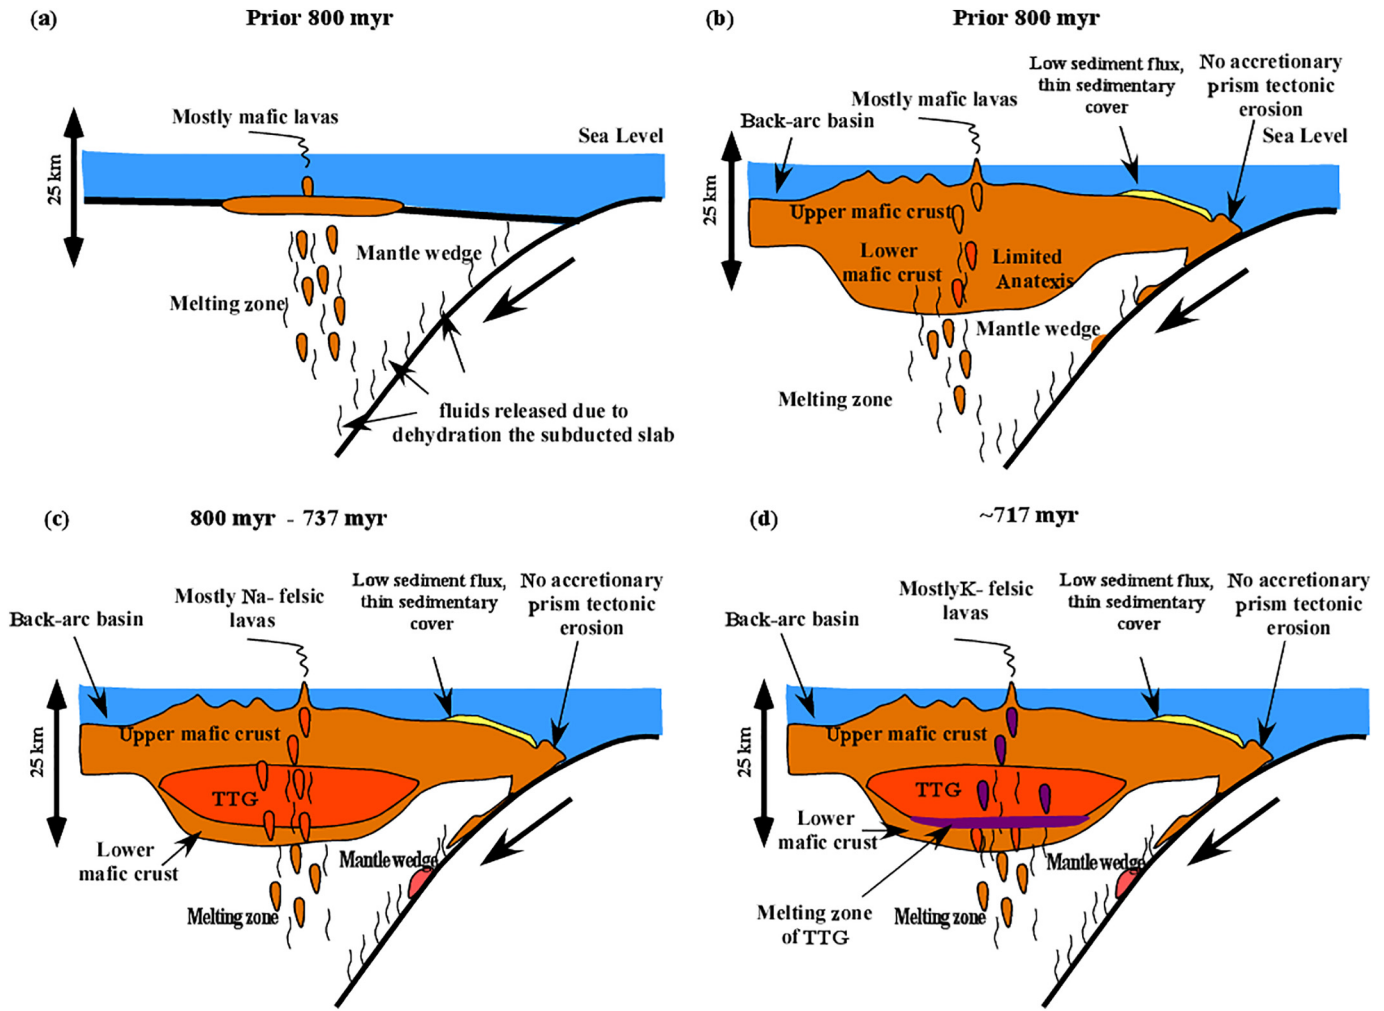 (a)
Prior 800 myr
Mostly mafic lavas
Sea Level
25 km
Mantle wedge
Melting zone
fluids released due to
dehydration the subducted slab
(b)
Prior 800 myr
Low sediment flux,
thin sedimentary
cover
No accretionary
prism tectonic
erosion
Mostly mafic lavas
Back-arc basin
Sea Level
25 km
Upper mafic crust
Lower
mafic crust
Limited
Anatexis
Mantle wedge
Melting zone
(c)
800 myr - 737 myr
Mostly Na- felsic
lavas
Low sediment flux,
thin sedimentary
cover
No accretionary
prism tectonic
erosion
Back-arc basin
25 km
Upper mafic crust
TTG
Lower
mafic crust
Mantle wedge
Melting zone
(d)
~717 myr
MostlyK- felsic
lavas
Low sediment flux,
thin sedimentary
cover
No accretionary
prism tectonic
erosion
Back-arc basin
25 km
Upper mafic crust
TTG
Lower
mafic crust
Mantle wedge
Melting zone
of TTG
Melting zone